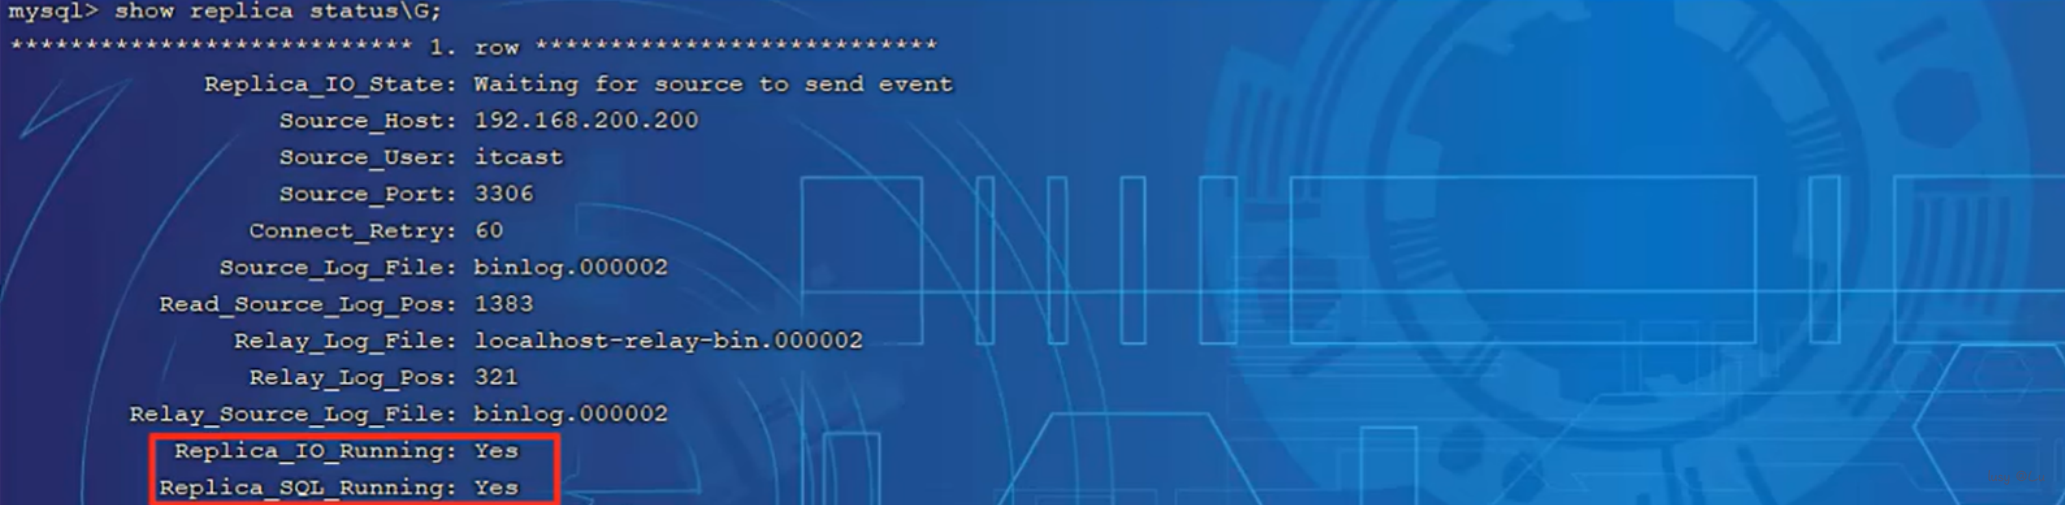 mysql> show replica status\G;
*************************** 1. row ***************************
Replica_IO_State: Waiting for source to send event
Source_Host: 192.168.200.200
Source_User: itcast
Source_Port: 3306
Connect_Retry: 60
Source_Log_File: binlog.000002
Read_Source_Log_Pos: 1383
Relay_Log_File: localhost-relay-bin.000002
Relay_Log_Pos: 321
Relay_Source_Log_File: binlog.000002
Replica_IO_Running: Yes
Replica_SQL_Running: Yes